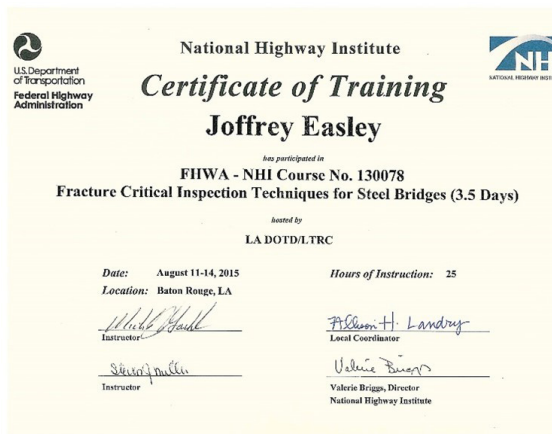 National Highway Institute
U.S. Department
of Transportation
Federal Highway
Administration
NH
NATIONAL HIGHWAY INST
Certificate of Training
Joffrey Easley
has participated in
FHWA - NHI Course No. 130078
Fracture Critical Inspection Techniques for Steel Bridges (3.5 Days)
hosted by
LA DOTD/LTRC
Date: August 11-14, 2015
Hours of Instruction: 25
Location: Baton Rouge, LA
Allison H. Landry
Instructor
Local Coordinator
Valerie Briggs
Instructor
Valerie Briggs, Director
National Highway Institute